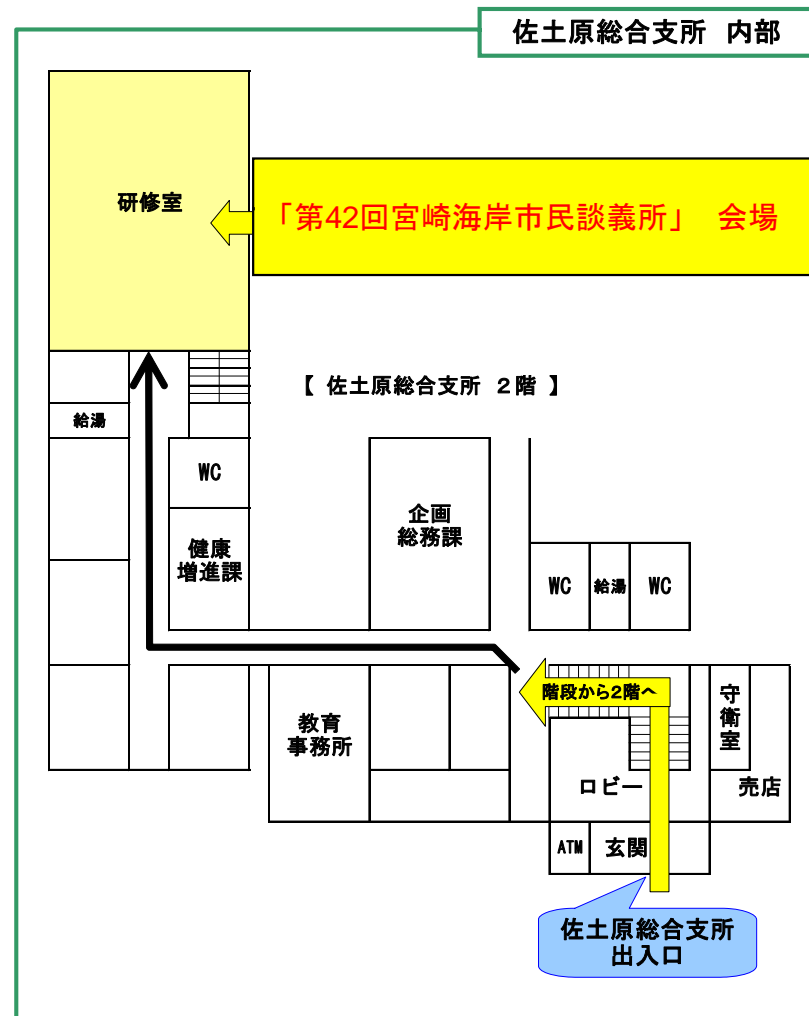 佐土原総合支所 内部
研修室
「第42回宮崎海岸市民談義所」 会場
【 佐土原総合支所 2階 】
給湯
WC
企画
総務課
健康
増進課
WC
給湯
WC
階段から2階へ
守
衛
室
教育
事務所
ロビー
売店
ATM
玄関
佐土原総合支所
出入口